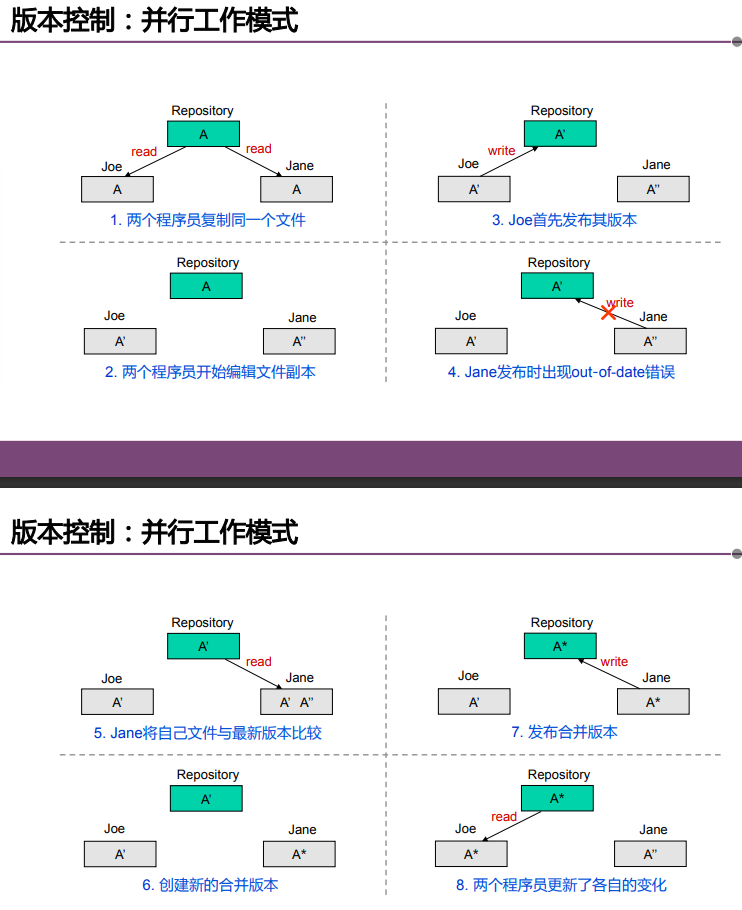 版本控制：并行工作模式
Repository
A
read
read
Joe
Jane
A
A
1. 两个程序员复制同一个文件
Repository
A’
write
Joe
Jane
A’
A’’
3. Joe首先发布其版本
Repository
A
Joe
Jane
A’
A’’
2. 两个程序员开始编辑文件副本
Repository
A’
write
Joe
Jane
A’
A’’
4. Jane发布时出现out-of-date错误
版本控制：并行工作模式
Repository
A’
read
Joe
Jane
A’
A’ A’’
5. Jane将自己文件与最新版本比较
Repository
A*
write
Joe
Jane
A’
A*
7. 发布合并版本
Repository
A’
Joe
Jane
A’
A*
6. 创建新的合并版本
Repository
A*
read
Joe
Jane
A*
A’’
8. 两个程序员更新了各自的变化